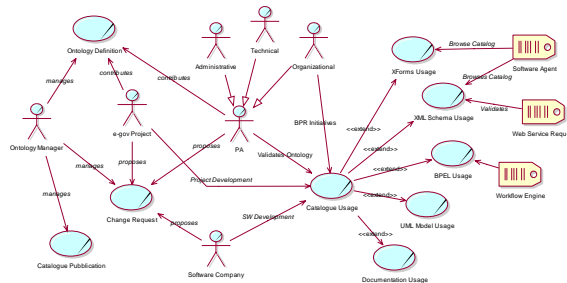 Technical
Ontology Definition
Administrative
Organizational
Browse Catalog
Software Agent
XForms Usage
manages
contributes
contributes
Browses Catalog
<<extend>>
XML Schema Usage
Validates
Web Service Requ
BPR Initiatives
Ontology Manager
e-gov Project
PA
<<extend>>
manages
proposes
proposes
Validates Ontology
<<extend>>
BPEL Usage
Workflow Engine
Project Development
Change Request
Catalogue Usage
<<extend>>
manages
proposes
SW Development
UML Model Usage
<<extend>>
Catalogue Pubblication
Software Company
Documentation Usage